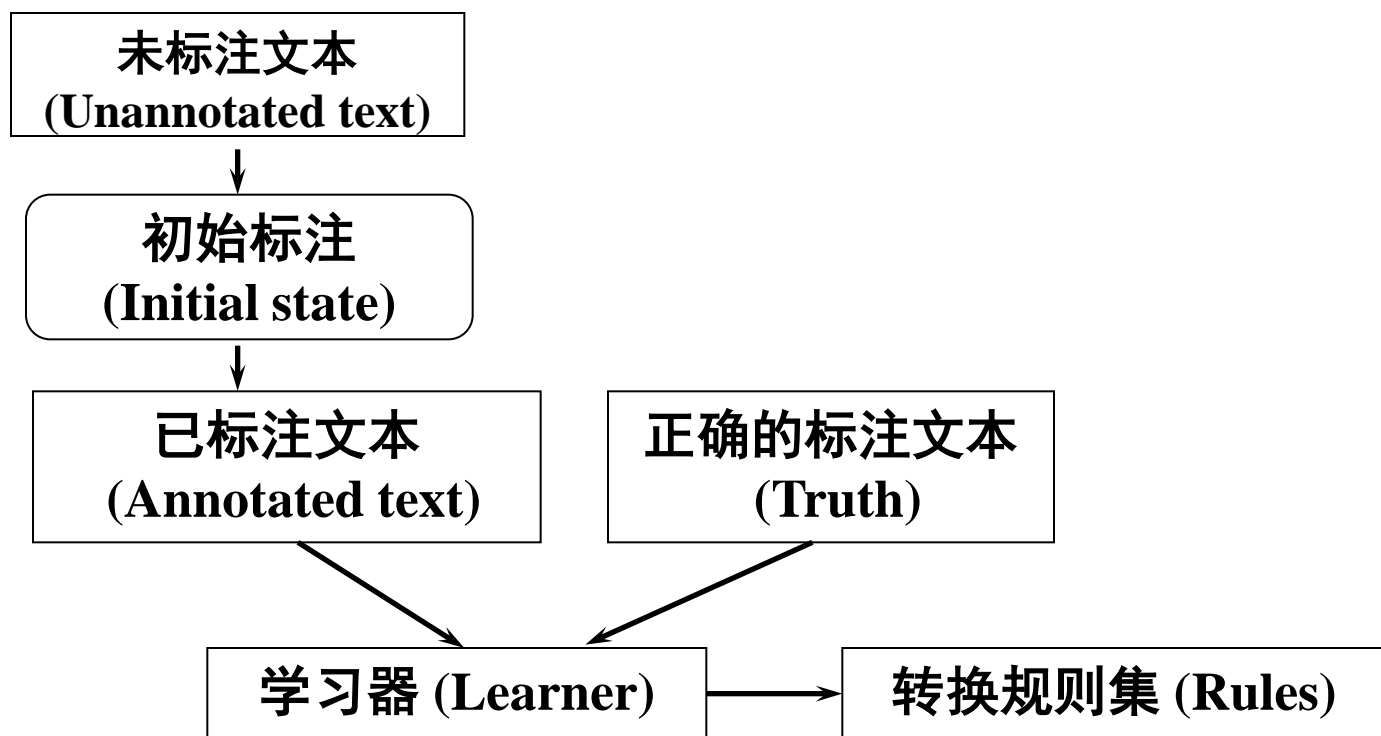 未标注文本
(Unannotated text)
初始标注
(Initial state)
已标注文本
(Annotated text)
正确的标注文本
(Truth)
学习器 (Learner)
转换规则集 (Rules)